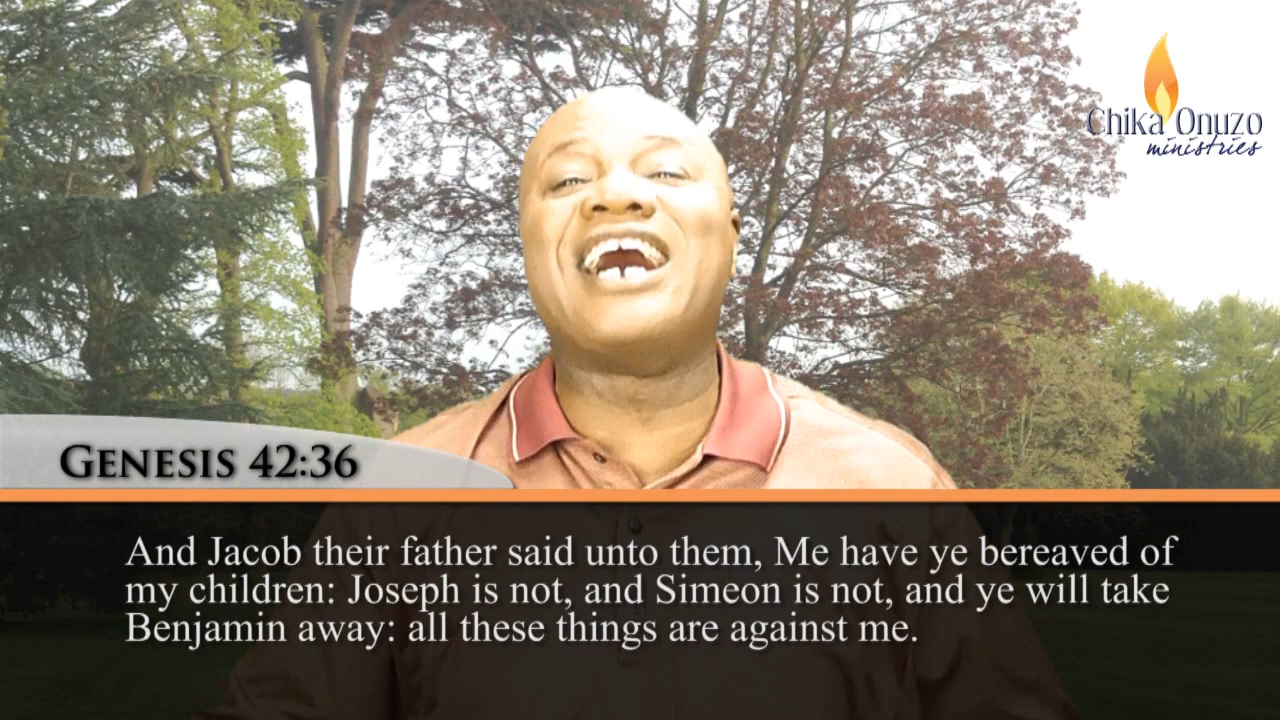 Chika Onuzo
ministries
Genesis 42:36
And Jacob their father said unto them, Me have ye bereaved of
my children: Joseph is not, and Simeon is not, and ye will take
Benjamin away: all these things are against me.